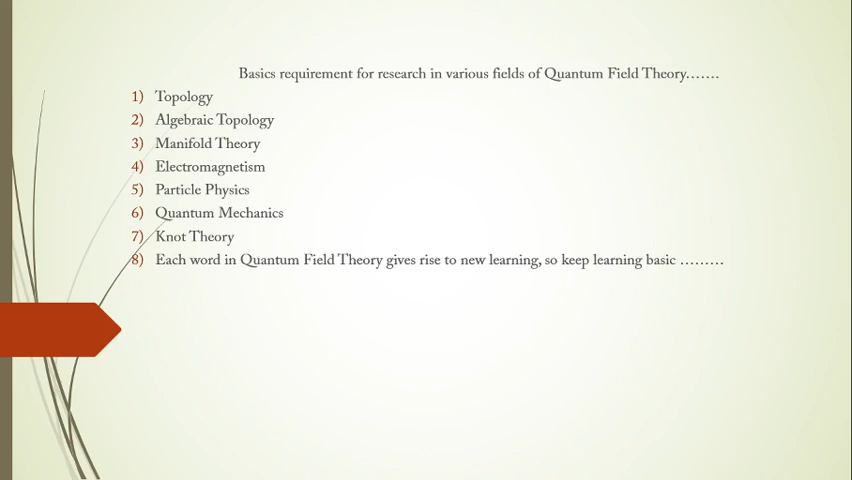 Basics requirement for research in various fields of Quantum Field Theory.......
1) Topology
2) Algebraic Topology
3) Manifold Theory
4) Electromagnetism
5) Particle Physics
6) Quantum Mechanics
7) Knot Theory
8) Each word in Quantum Field Theory gives rise to new learning, so keep learning basic .........